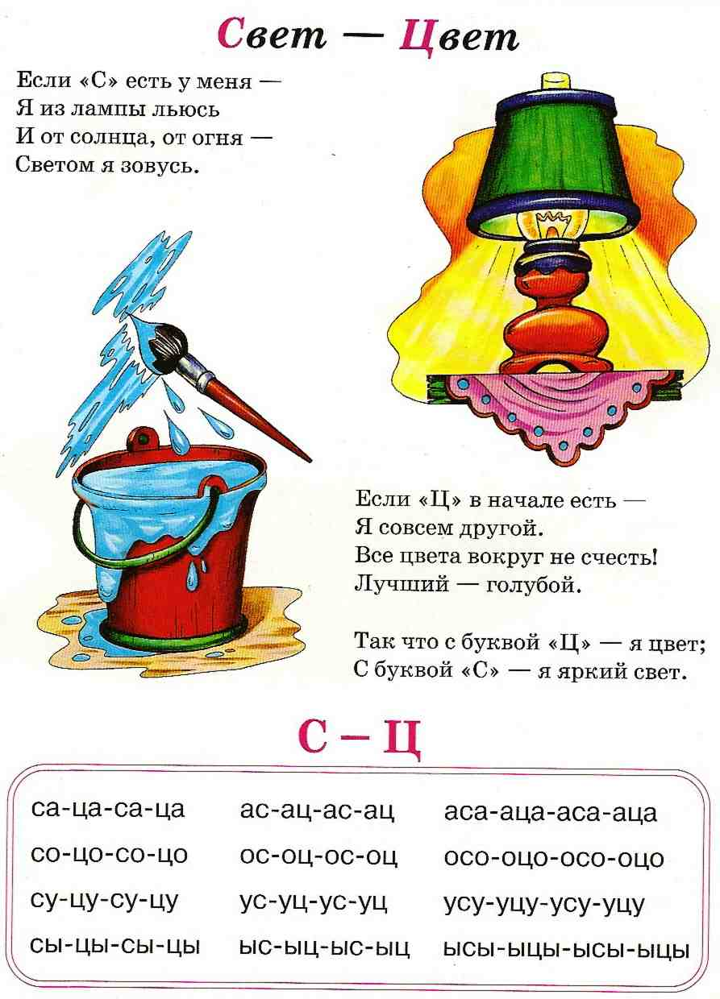 Свет — Цвет
Если «С» есть у меня —
Я из лампы льюсь
И от солнца, от огня —
Светом я зовусь.
Если «Ц» в начале есть —
Я совсем другой.
Все цвета вокруг не счесть!
Лучший — голубой.
Так что с буквой «Ц» — я цвет;
С буквой «С» — я яркий свет.
С – Ц
са-ца-са-ца ас-ац-ас-ац аса-аца-аса-аца
со-цо-со-цо ос-оц-ос-оц осо-оцо-осо-оцо
су-цу-су-цу ус-уц-ус-уц усу-уцу-усу-уцу
сы-цы-сы-цы ыс-ыц-ыс-ыц ысы-ыцы-ысы-ыцы